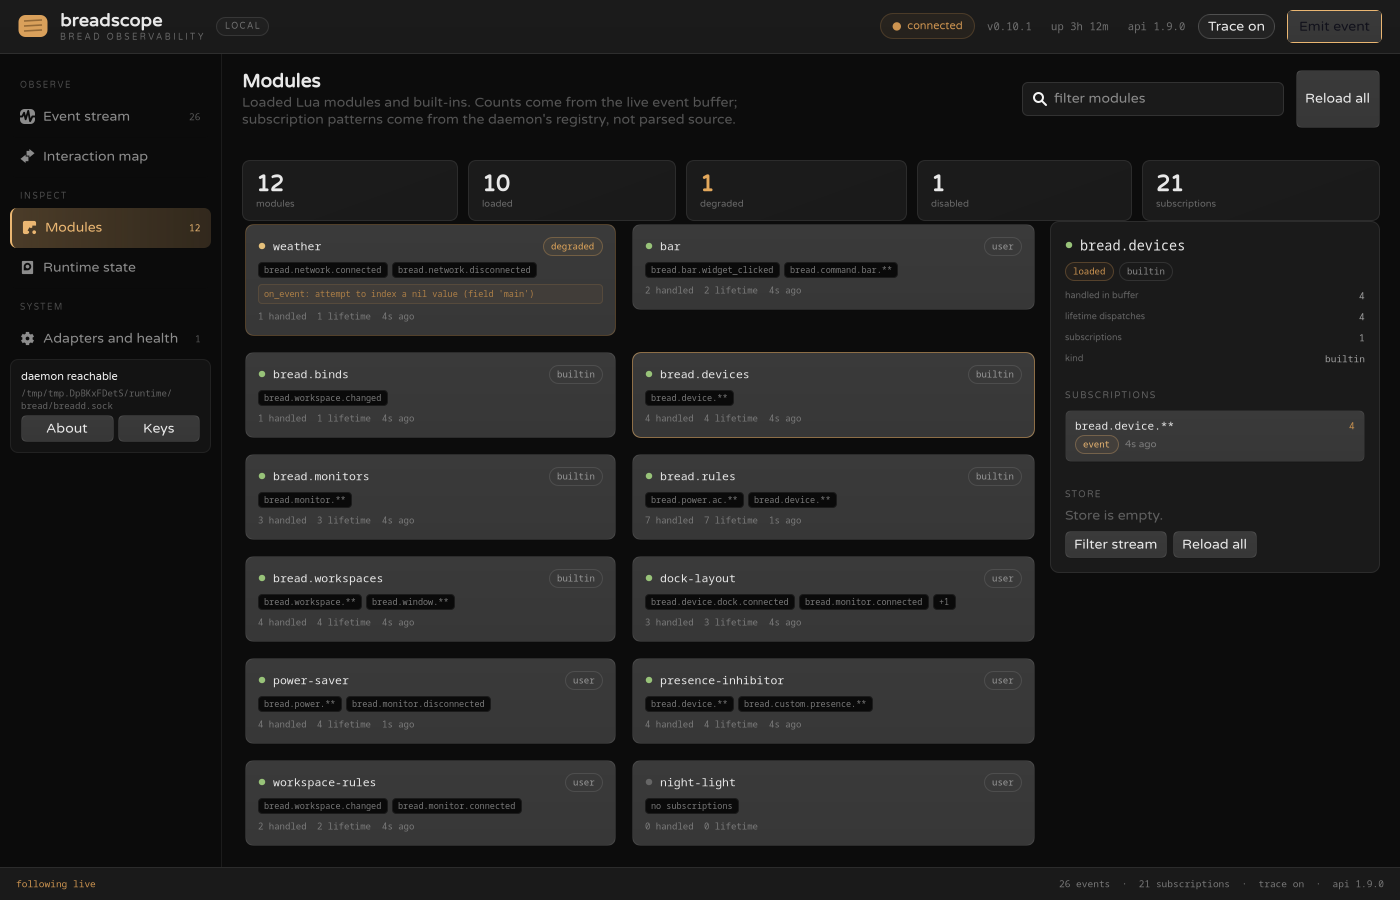 breadscope
BREAD OBSERVABILITY
LOCAL
connected
v0.10.1
up 3h 12m
api 1.9.0
Trace on
Emit event
OBSERVE
Event stream 26
Interaction map
INSPECT
Modules 12
Runtime state
SYSTEM
Adapters and health 1
daemon reachable
/tmp/tmp.DpBKxFDetS/runtime/
bread/breadd.sock
About
Keys
Modules
Loaded Lua modules and built-ins. Counts come from the live event buffer;
subscription patterns come from the daemon's registry, not parsed source.
filter modules
Reload all
12
modules
10
loaded
1
degraded
1
disabled
21
subscriptions
weather degraded
bread.network.connected bread.network.disconnected
on_event: attempt to index a nil value (field 'main')
1 handled 1 lifetime 4s ago
bar user
bread.bar.widget_clicked bread.command.bar.**
2 handled 2 lifetime 4s ago
bread.binds builtin
bread.workspace.changed
1 handled 1 lifetime 4s ago
bread.devices builtin
bread.device.**
4 handled 4 lifetime 4s ago
bread.monitors builtin
bread.monitor.**
3 handled 3 lifetime 4s ago
bread.rules builtin
bread.power.ac.** bread.device.**
7 handled 7 lifetime 1s ago
bread.workspaces builtin
bread.workspace.** bread.window.**
4 handled 4 lifetime 4s ago
dock-layout user
bread.device.dock.connected bread.monitor.connected +1
3 handled 3 lifetime 4s ago
power-saver user
bread.power.** bread.monitor.disconnected
4 handled 4 lifetime 1s ago
presence-inhibitor user
bread.device.** bread.custom.presence.**
4 handled 4 lifetime 4s ago
workspace-rules user
bread.workspace.changed bread.monitor.connected
2 handled 2 lifetime 4s ago
night-light user
no subscriptions
0 handled 0 lifetime
bread.devices
loaded builtin
handled in buffer 4
lifetime dispatches 4
subscriptions 1
kind builtin
SUBSCRIPTIONS
bread.device.** 4
event 4s ago
STORE
Store is empty.
Filter stream
Reload all
following live
26 events · 21 subscriptions · trace on · api 1.9.0